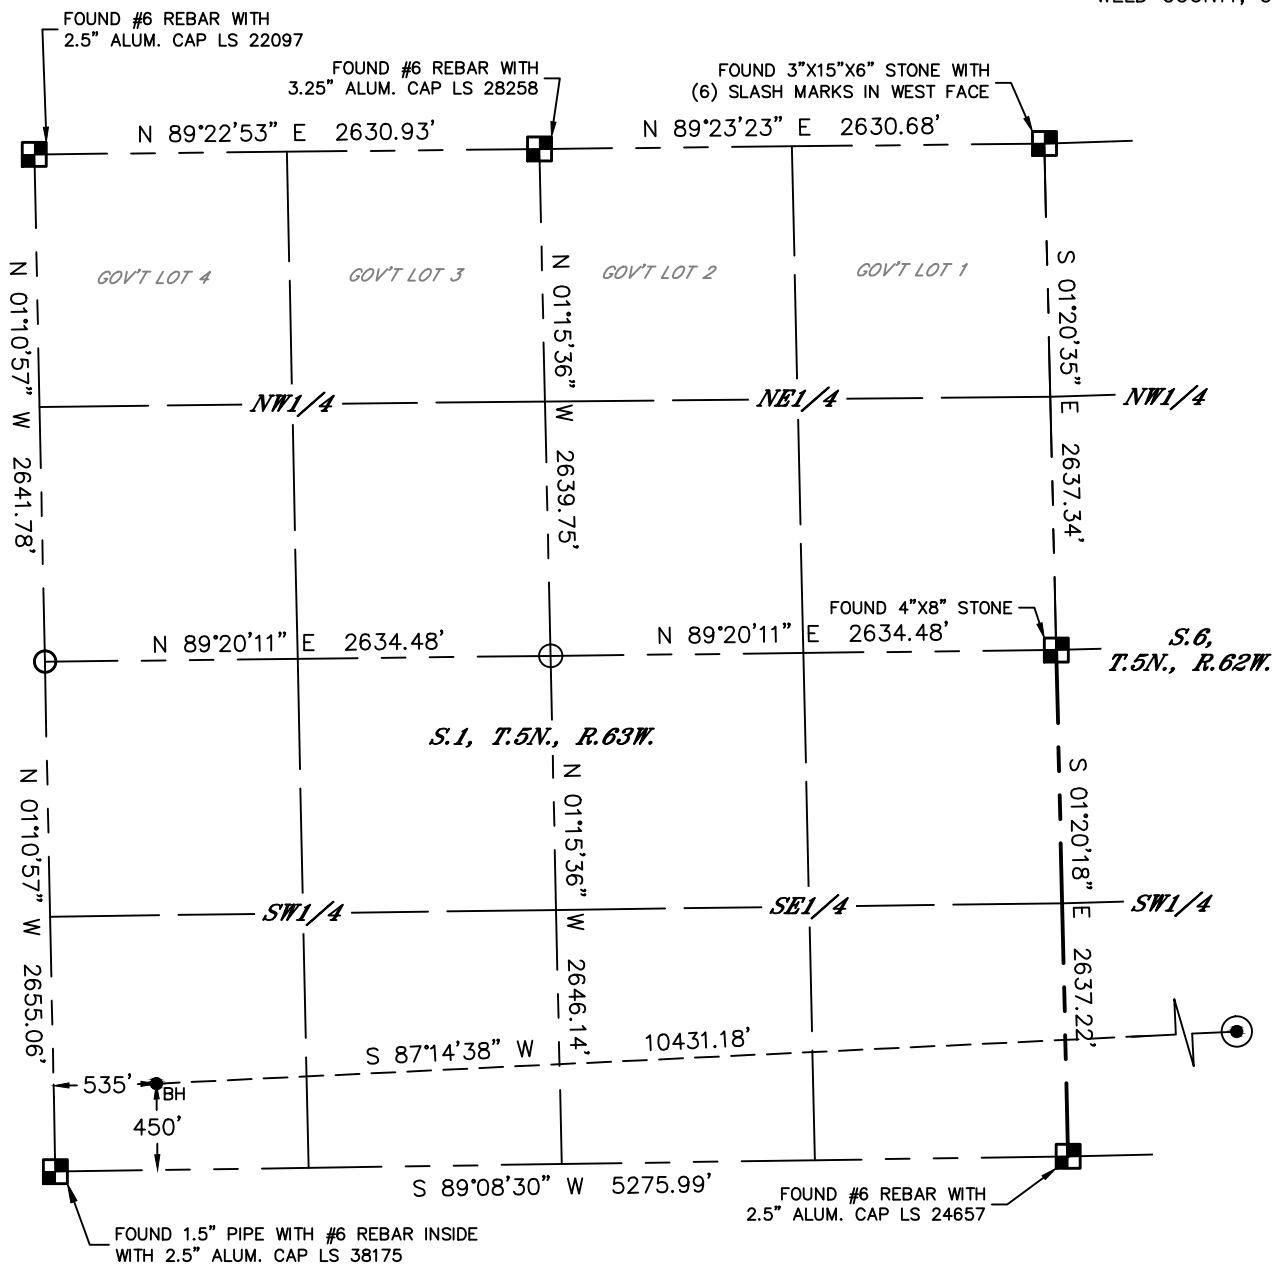 WELD COUNTY, C
FOUND #6 REBAR WITH
2.5" ALUM. CAP LS 22097
FOUND #6 REBAR WITH
3.25" ALUM. CAP LS 28258
FOUND 3"X15"X6" STONE WITH
(6) SLASH MARKS IN WEST FACE
N 89°22'53" E 2630.93'
N 89°23'23" E 2630.68'
GOV'T LOT 4
GOV'T LOT 3
GOV'T LOT 2
GOV'T LOT 1
N 01°10'57" W 2641.78'
N 01°15'36" W 2639.75'
S 01°20'35" E 2637.34'
NW1/4
NE1/4
NW1/4
FOUND 4"X8" STONE
N 89°20'11" E 2634.48'
N 89°20'11" E 2634.48'
S.6,
T.5N., R.62W.
S.1, T.5N., R.63W.
N 01°10'57" W 2655.06'
N 01°15'36" W 2646.14'
S 01°20'18" E 2637.22'
SW1/4
SE1/4
SW1/4
S 87°14'38" W 10431.18'
535'
BH
450'
S 89°08'30" W 5275.99'
FOUND #6 REBAR WITH
2.5" ALUM. CAP LS 24657
FOUND 1.5" PIPE WITH #6 REBAR INSIDE
WITH 2.5" ALUM. CAP LS 38175